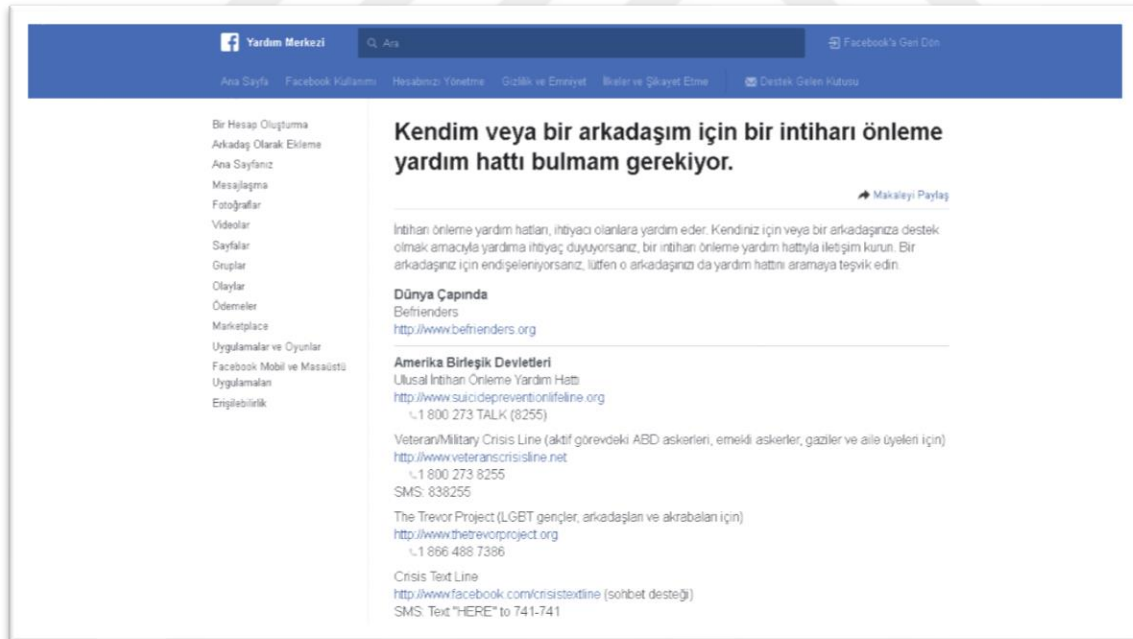 Yardım Merkezi
Ara
Facebook'a Geri Dön
Ana Sayfa Facebook Kullanımı Hesabınızı Yönetme Gizlilik ve Emniyet İlkeler ve Şikayet Etme Destek Gelen Kutusu
Bir Hesap Oluşturma
Arkadaş Olarak Ekleme
Ana Sayfanız
Mesajlaşma
Fotoğraflar
Videolar
Sayfalar
Gruplar
Olaylar
Ödemeler
Marketplace
Uygulamalar ve Oyunlar
Facebook Mobil ve Masaüstü
Uygulamaları
Erişilebilirlik
Kendim veya bir arkadaşım için bir intiharı önleme
yardım hattı bulmam gerekiyor.
Makaleyi Paylaş
İntiharı önleme yardım hatları, ihtiyacı olanlara yardım eder. Kendiniz için veya bir arkadaşınıza destek
olmak amacıyla yardıma ihtiyaç duyuyorsanız, bir intiharı önleme yardım hattıyla iletişim kurun. Bir
arkadaşınız için endişeleniyorsanız, lütfen o arkadaşınızı da yardım hattını aramaya teşvik edin.
Dünya Çapında
Befrienders
http://www.befrienders.org
Amerika Birleşik Devletleri
Ulusal İntiharı Önleme Yardım Hattı
http://www.suicidepreventionlifeline.org
1 800 273 TALK (8255)
Veteran/Military Crisis Line (aktif görevdeki ABD askerleri, emekli askerler, gaziler ve aile üyeleri için)
http://www.veteranscrisisline.net
1 800 273 8255
SMS: 838255
The Trevor Project (LGBT gençler, arkadaşları ve akrabaları için)
http://www.thetrevorproject.org
1 866 488 7386
Crisis Text Line
http://www.facebook.com/crisistextline (sohbet desteği)
SMS: Text "HERE" to 741-741